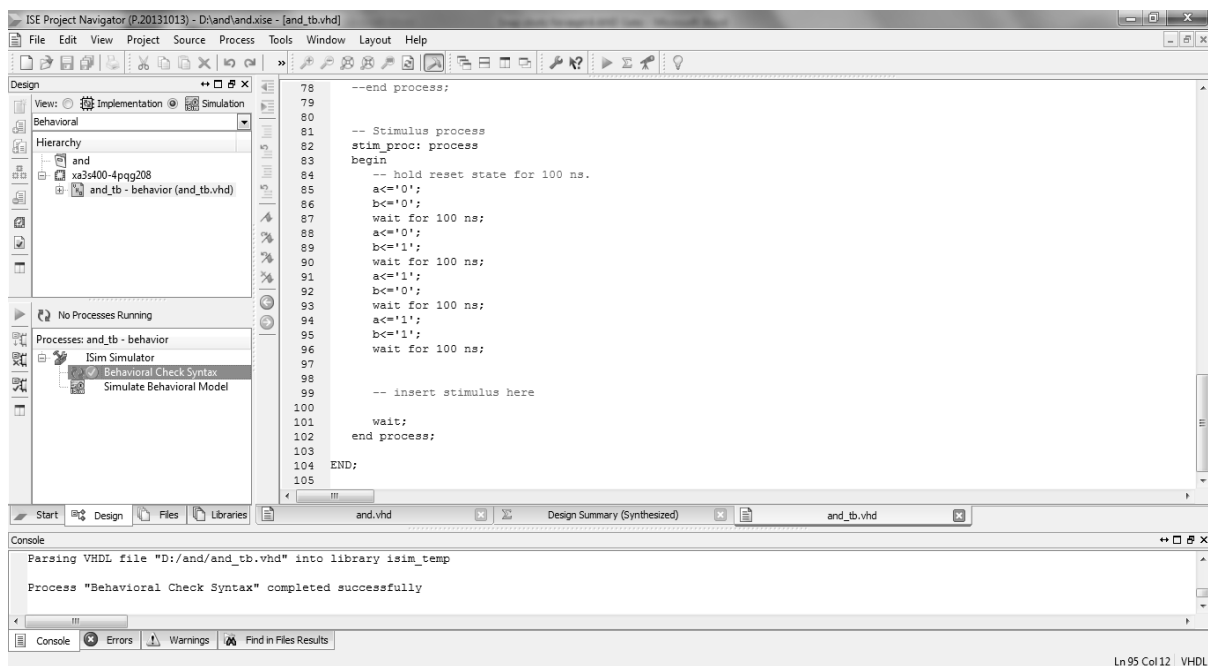 ISE Project Navigator (P.20131013) - D:\and\and.xise - [and_tb.vhd]
File Edit View Project Source Process Tools Window Layout Help
Design
View: Implementation Simulation
Behavioral
Hierarchy
and
xa3s400-4pqg208
and_tb - behavior (and_tb.vhd)
No Processes Running
Processes: and_tb - behavior
ISim Simulator
Behavioral Check Syntax
Simulate Behavioral Model
Start Design Files Libraries
78 --end process;
79
80
81 -- Stimulus process
82 stim_proc: process
83 begin
84 -- hold reset state for 100 ns.
85 a<='0';
86 b<='0';
87 wait for 100 ns;
88 a<='0';
89 b<='1';
90 wait for 100 ns;
91 a<='1';
92 b<='0';
93 wait for 100 ns;
94 a<='1';
95 b<='1';
96 wait for 100 ns;
97
98
99 -- insert stimulus here
100
101 wait;
102 end process;
103
104 END;
105
and.vhd Design Summary (Synthesized) and_tb.vhd
Console
Parsing VHDL file "D:/and/and_tb.vhd" into library isim_temp
Process "Behavioral Check Syntax" completed successfully
Console Errors Warnings Find in Files Results
Ln 95 Col 12 VHDL